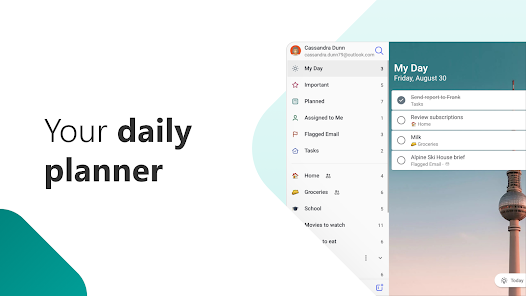 Your daily
planner
Cassandra Dunn
cassandra.dunn79@outlook.com
My Day 3
Important 5
Planned 7
Assigned to Me 3
Flagged Email 5
Tasks 5
Home 4
Groceries 5
School 9
Movies to watch 11
to eat 6
6
My Day
Friday, August 30
Send report to Frank
Tasks
Review subscriptions
Home
Milk
Groceries
Alpine Ski House brief
Flagged Email
Today